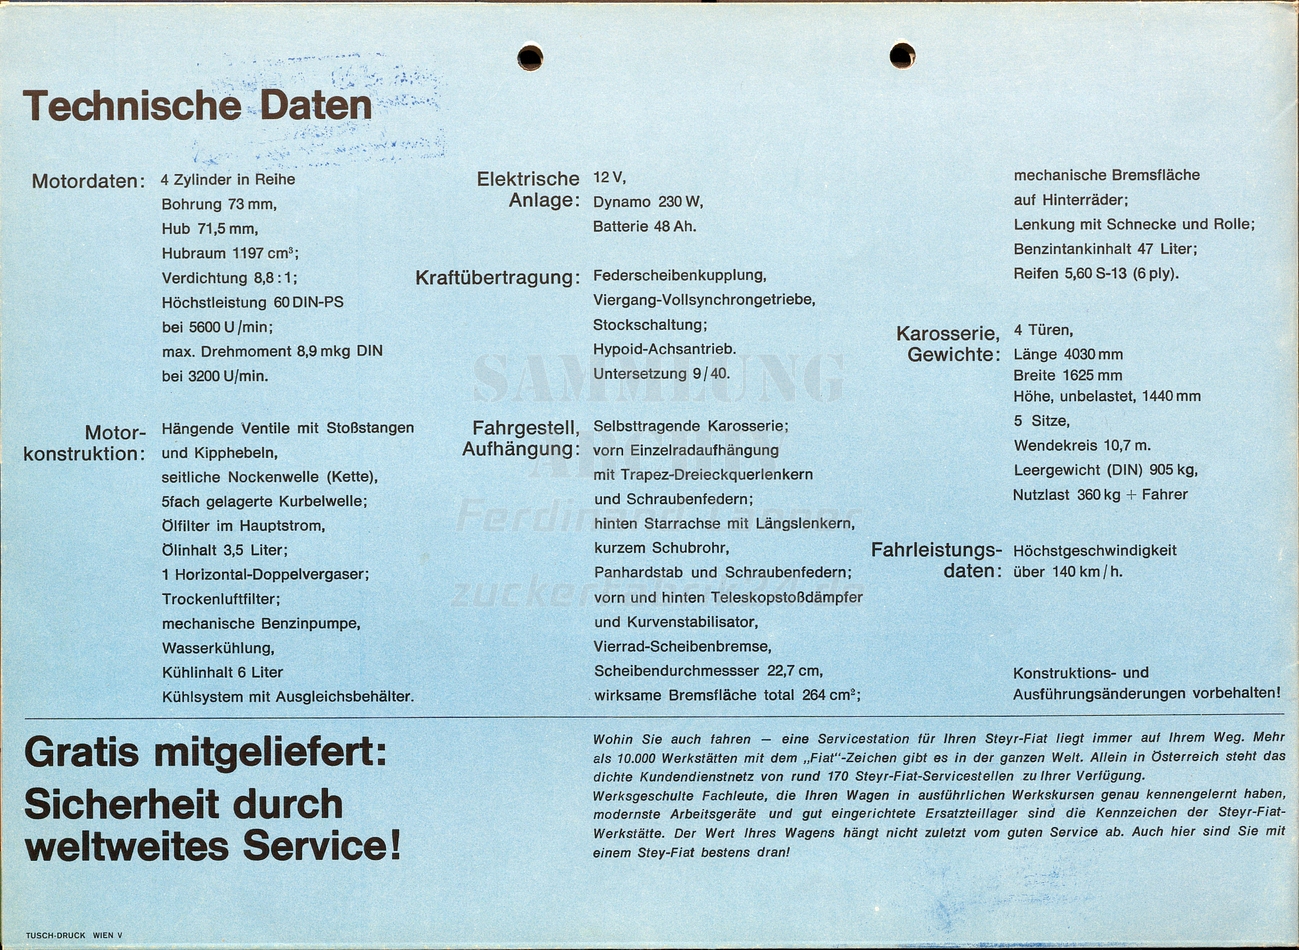 Technische Daten
Motordaten:
4 Zylinder in Reihe
Bohrung 73 mm,
Hub 71,5 mm,
Hubraum 1197 cm³;
Verdichtung 8,8 : 1;
Höchstleistung 60 DIN-PS
bei 5600 U/min;
max. Drehmoment 8,9 mkg DIN
bei 3200 U/min.
Motor-
konstruktion:
Hängende Ventile mit Stoßstangen
und Kipphebeln,
seitliche Nockenwelle (Kette),
5fach gelagerte Kurbelwelle;
Ölfilter im Hauptstrom,
Ölinhalt 3,5 Liter;
1 Horizontal-Doppelvergaser;
Trockenluftfilter;
mechanische Benzinpumpe,
Wasserkühlung,
Kühlinhalt 6 Liter
Kühlsystem mit Ausgleichsbehälter.
Elektrische
Anlage:
12 V,
Dynamo 230 W,
Batterie 48 Ah.
Kraftübertragung:
Federscheibenkupplung,
Viergang-Vollsynchrongetriebe,
Stockschaltung;
Hypoid-Achsantrieb.
Untersetzung 9/40.
Fahrgestell,
Aufhängung:
Selbsttragende Karosserie;
vorn Einzelradaufhängung
mit Trapez-Dreieckquerlenkern
und Schraubenfedern;
hinten Starrachse mit Längslenkern,
kurzem Schubrohr,
Panhardstab und Schraubenfedern;
vorn und hinten Teleskopstoßdämpfer
und Kurvenstabilisator,
Vierrad-Scheibenbremse,
Scheibendurchmessser 22,7 cm,
wirksame Bremsfläche total 264 cm²;
mechanische Bremsfläche
auf Hinterräder;
Lenkung mit Schnecke und Rolle;
Benzintankinhalt 47 Liter;
Reifen 5,60 S-13 (6 ply).
Karosserie,
Gewichte:
4 Türen,
Länge 4030 mm
Breite 1625 mm
Höhe, unbelastet, 1440 mm
5 Sitze,
Wendekreis 10,7 m.
Leergewicht (DIN) 905 kg,
Nutzlast 360 kg + Fahrer
Fahrleistungs-
daten:
Höchstgeschwindigkeit
über 140 km/h.
Konstruktions- und
Ausführungsänderungen vorbehalten!
SAMMLUNG
ARCHIV
Ferdinand
Gratis mitgeliefert:
Sicherheit durch
weltweites Service!
Wohin Sie auch fahren — eine Servicestation für Ihren Steyr-Fiat liegt immer auf Ihrem Weg. Mehr
als 10.000 Werkstätten mit dem „Fiat“-Zeichen gibt es in der ganzen Welt. Allein in Österreich steht das
dichte Kundendienstnetz von rund 170 Steyr-Fiat-Servicestellen zu Ihrer Verfügung.
Werksgeschulte Fachleute, die Ihren Wagen in ausführlichen Werkskursen genau kennengelernt haben,
modernste Arbeitsgeräte und gut eingerichtete Ersatzteillager sind die Kennzeichen der Steyr-Fiat-
Werkstätte. Der Wert Ihres Wagens hängt nicht zuletzt vom guten Service ab. Auch hier sind Sie mit
einem Stey-Fiat bestens dran!
TUSCH-DRUCK WIEN V